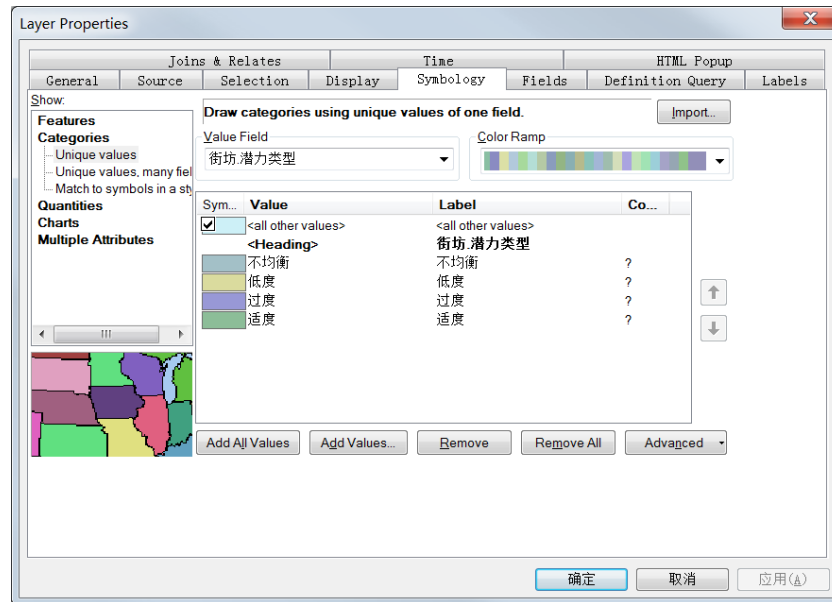 Layer Properties
Joins & Relates Time HTML Popup
General Source Selection Display Symbology Fields Definition Query Labels
Show:
Features
Categories
Unique values
Unique values, many fiel
Match to symbols in a sty
Quantities
Charts
Multiple Attributes
Draw categories using unique values of one field.
Import...
Value Field
街坊.潜力类型
Color Ramp
Sym... Value Label Co...
<all other values> <all other values>
<Heading> 街坊.潜力类型
不均衡 不均衡 ?
低度 低度 ?
过度 过度 ?
适度 适度 ?
Add All Values Add Values... Remove Remove All Advanced
确定 取消 应用(A)